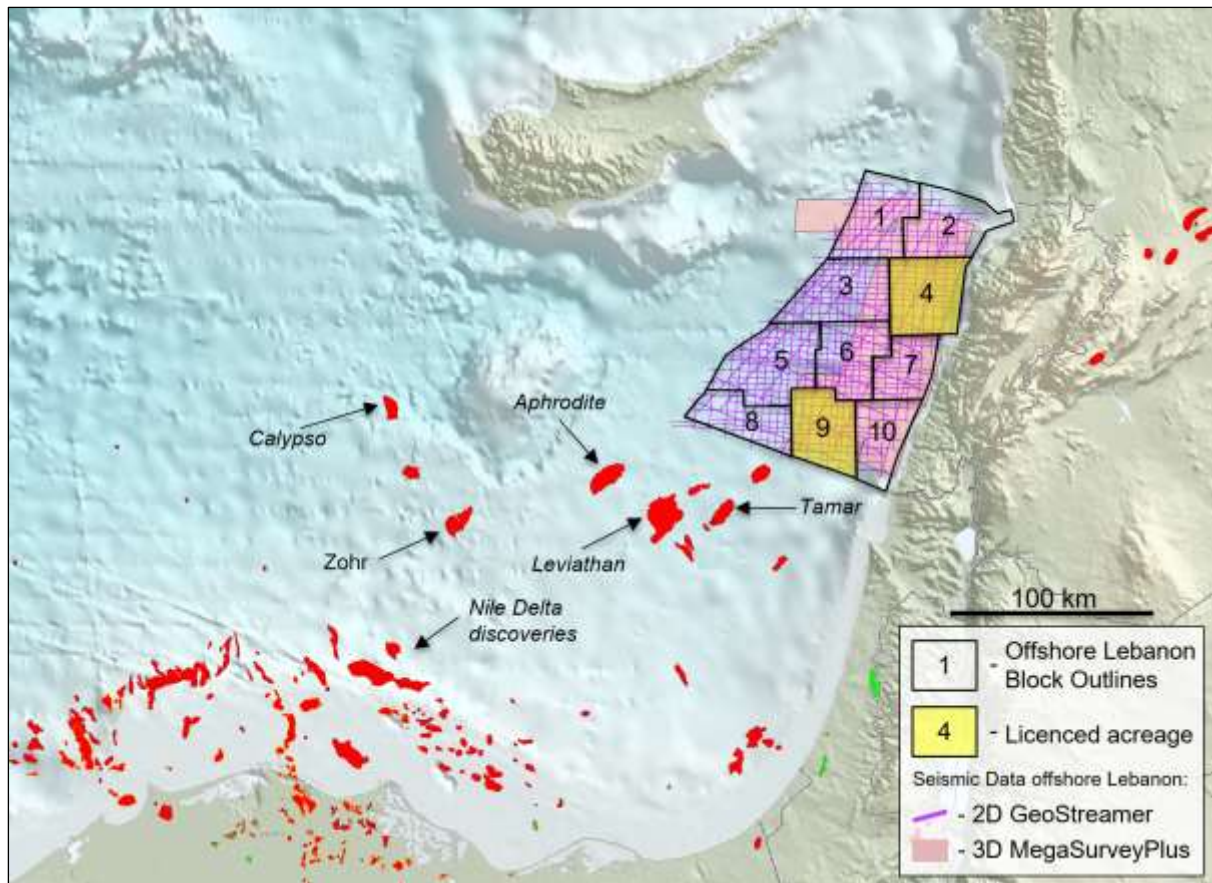 1
2
3
4
5
6
7
8
9
10
Aphrodite
Calypso
Tamar
Zohr
Leviathan
Nile Delta
discoveries
100 km
1 - Offshore Lebanon
Block Outlines
4 - Licenced acreage
Seismic Data offshore Lebanon:
- 2D GeoStreamer
- 3D MegaSurveyPlus